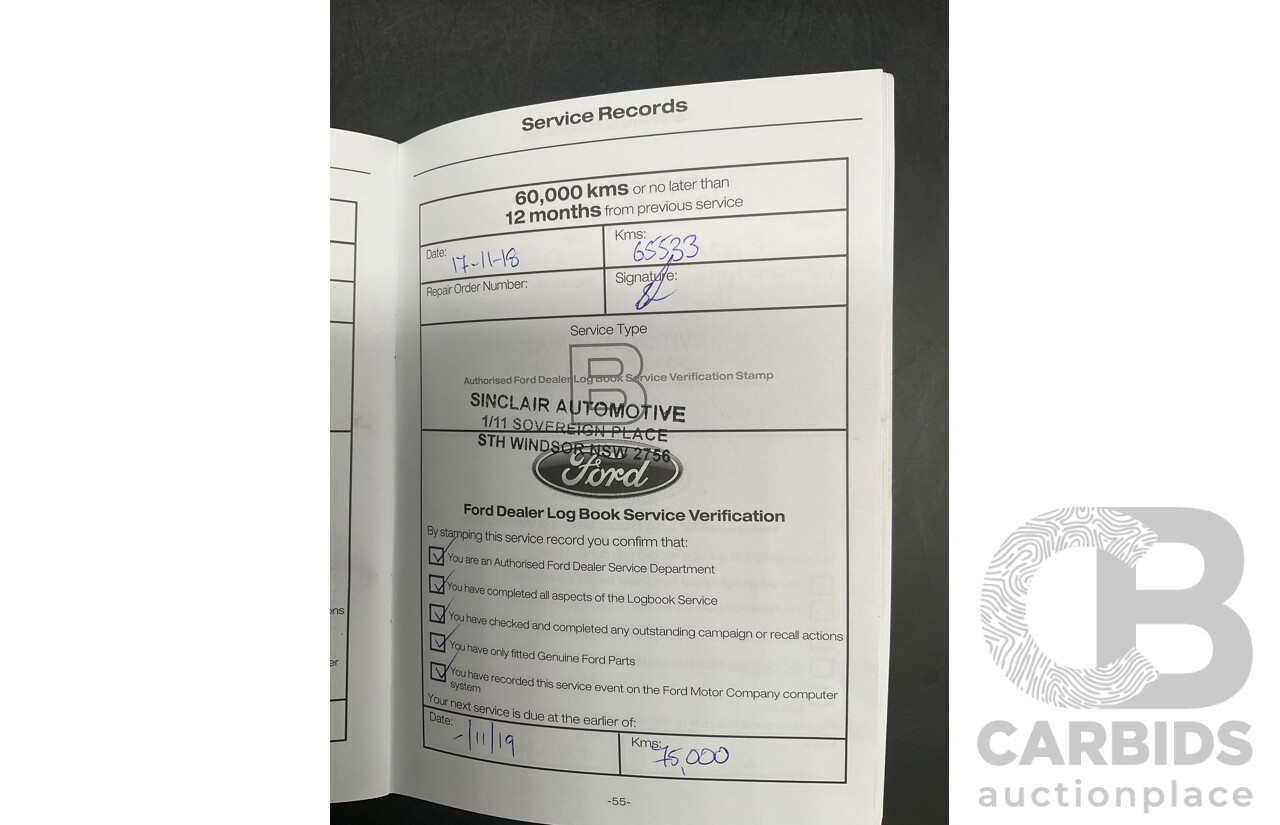 Service Records
60,000 kms or no later than
12 months from previous service
Date: 17-11-18
Kms: 65533
Repair Order Number:
Signature:
Service Type
B
Authorised Ford Dealer Log Book Service Verification Stamp
SINCLAIR AUTOMOTIVE
1/11 SOVEREIGN PLACE
STH WINDSOR NSW 2756
Ford
Ford Dealer Log Book Service Verification
By stamping this service record you confirm that:
You are an Authorised Ford Dealer Service Department
You have completed all aspects of the Logbook Service
You have checked and completed any outstanding campaign or recall actions
You have only fitted Genuine Ford Parts
You have recorded this service event on the Ford Motor Company computer
system
Your next service is due at the earlier of:
Date: -/11/19
Kms: 75,000
-55-
ons
er
CB
CARBIDS
auctionplace